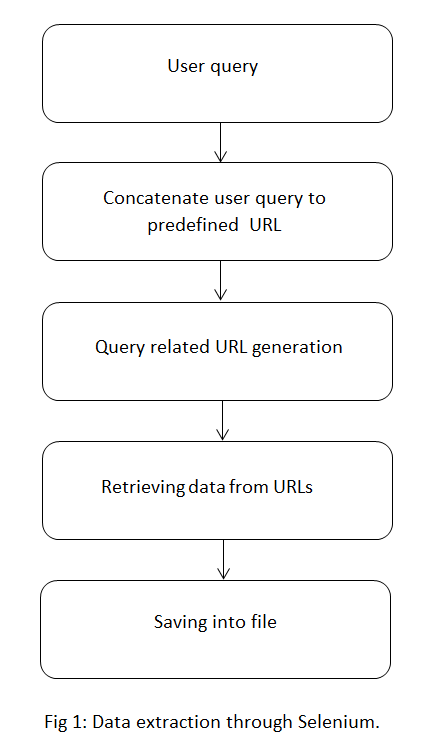 User query
Concatenate user query to
predefined URL
Query related URL generation
Retrieving data from URLs
Saving into file
Fig 1: Data extraction through Selenium.